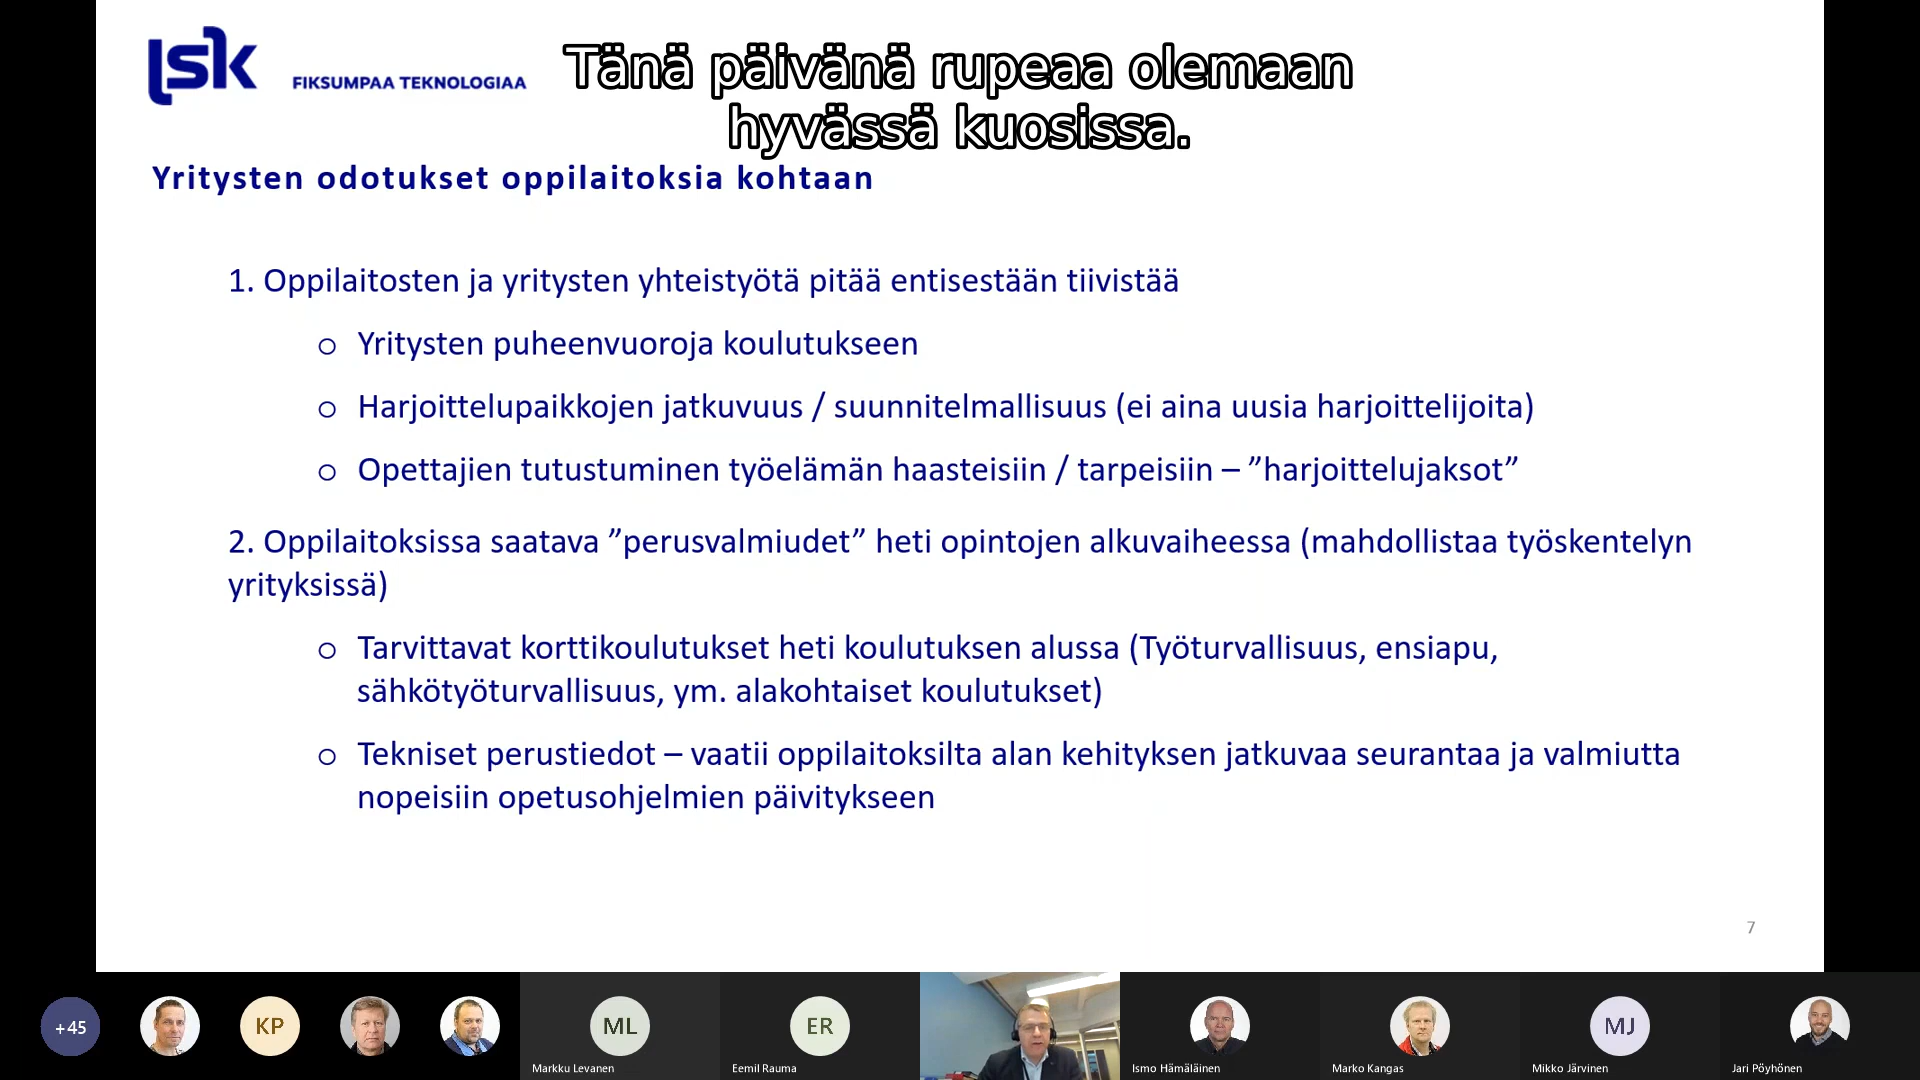 lsk FIKSUMPAA TEKNOLOGIAA
Tänä päivänä rupeaa olemaan
hyvässä kuosissa.
Yritysten odotukset oppilaitoksia kohtaan
1. Oppilaitosten ja yritysten yhteistyötä pitää entisestään tiivistää
o Yritysten puheenvuoroja koulutukseen
o Harjoittelupaikkojen jatkuvuus / suunnitelmallisuus (ei aina uusia harjoittelijoita)
o Opettajien tutustuminen työelämän haasteisiin / tarpeisiin – ”harjoittelujaksot”
2. Oppilaitoksissa saatava ”perusvalmiudet” heti opintojen alkuvaiheessa (mahdollistaa työskentelyn
yrityksissä)
o Tarvittavat korttikoulutukset heti koulutuksen alussa (Työturvallisuus, ensiapu,
sähkötyöturvallisuus, ym. alakohtaiset koulutukset)
o Tekniset perustiedot – vaatii oppilaitoksilta alan kehityksen jatkuvaa seurantaa ja valmiutta
nopeisiin opetusohjelmien päivitykseen
7
+45 KP ML ER MJ
Markku Levanen Eemil Rauma Ismo Hämäläinen Marko Kangas Mikko Järvinen Jari Pöyhönen